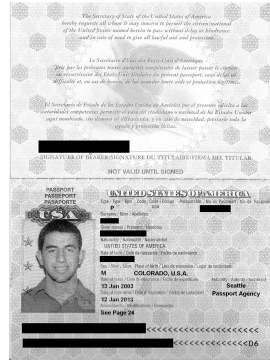 The Secretary of State of the United States of America
hereby requests all whom it may concern to permit the citizen/national
of the United States named herein to pass without delay or hindrance
and in case of need to give all lawful aid and protection.
Le Secrétaire d'Etat des Etats-Unis d'Amérique
prie par les présentes toutes autorités compétentes de laisser passer le citoyen
ou ressortissant des Etats-Unis titulaire du présent passeport, sans délai ni
difficulté et, en cas de besoin, de lui accorder toute aide et protection légitimes.
El Secretario de Estado de los Estados Unidos de América por el presente solicita a las
autoridades competentes permitir el paso del ciudadano o nacional de los Estados Unidos
aquí nombrado, sin demora ni dificultades, y en caso de necesidad, prestarle toda la
ayuda y protección lícitas.
SIGNATURE OF BEARER/SIGNATURE DU TITULAIRE/FIRMA DEL TITULAR
NOT VALID UNTIL SIGNED
PASSPORT
PASSEPORT
PASAPORTE
UNITED STATES OF AMERICA
USA
P
Nationality / Nationalité / Nacionalidad
UNITED STATES OF AMERICA
M
COLORADO, U.S.A.
13 Jan 2003
12 Jan 2013
Seattle
Passport Agency
See Page 24
<<<<<<<<<<<<<<<<<<
<<<<<<<<<<<<<<<<D6